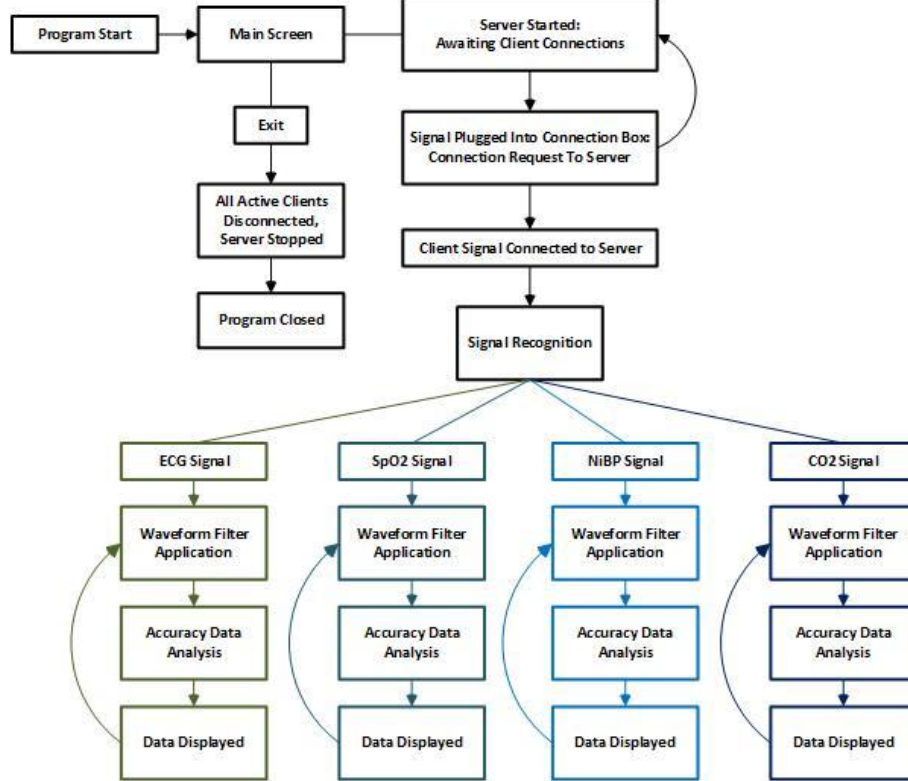 Program Start
Main Screen
Server Started:
Awaiting Client Connections
Exit
Signal Plugged Into Connection Box:
Connection Request To Server
All Active Clients
Disconnected,
Server Stopped
Client Signal Connected to Server
Program Closed
Signal Recognition
ECG Signal
SpO2 Signal
NiBP Signal
CO2 Signal
Waveform Filter
Application
Waveform Filter
Application
Waveform Filter
Application
Waveform Filter
Application
Accuracy Data
Analysis
Accuracy Data
Analysis
Accuracy Data
Analysis
Accuracy Data
Analysis
Data Displayed
Data Displayed
Data Displayed
Data Displayed